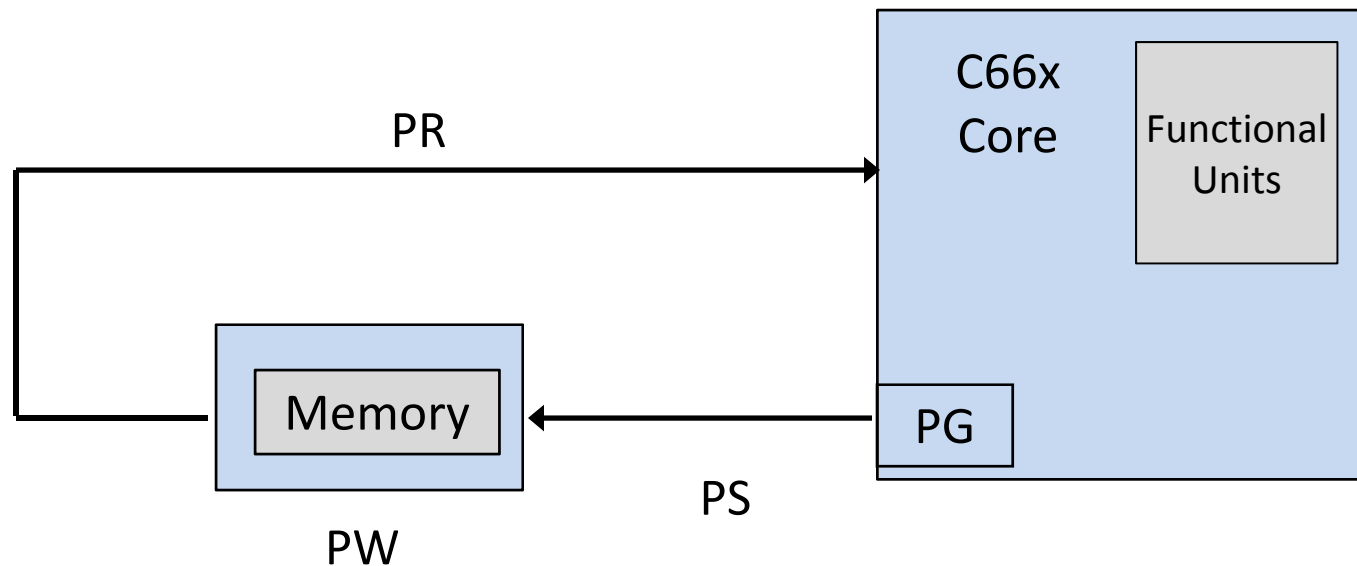 C66x
Core
Functional
Units
PR
Memory
PG
PS
PW